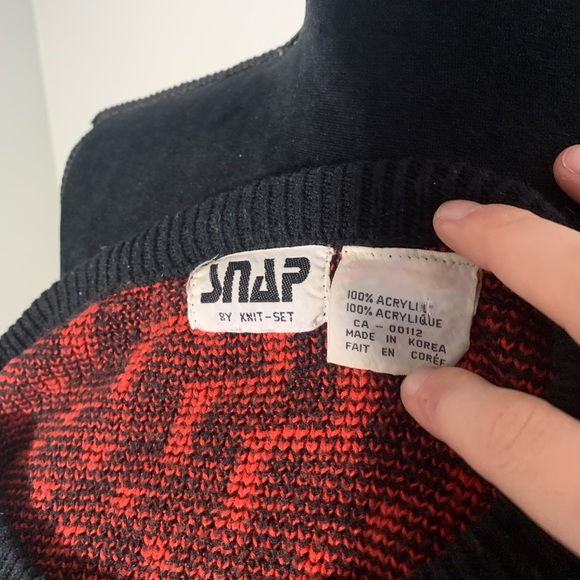 SNAP
BY KNIT-SET
100% ACRYLIC
100% ACRYLIQUE
CA - 00112
MADE IN KOREA
FAIT EN CORÉE